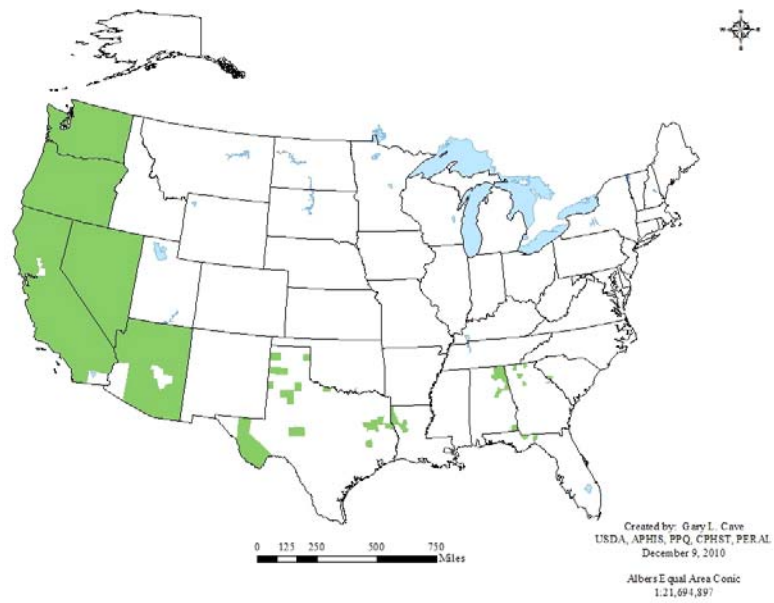 0 125 250 500 750
Miles
Created by: Gary L. Cave
USDA, APHIS, PPQ, CPHST, PERAL
December 9, 2010
Albers Equal Area Conic
1:21,694,897